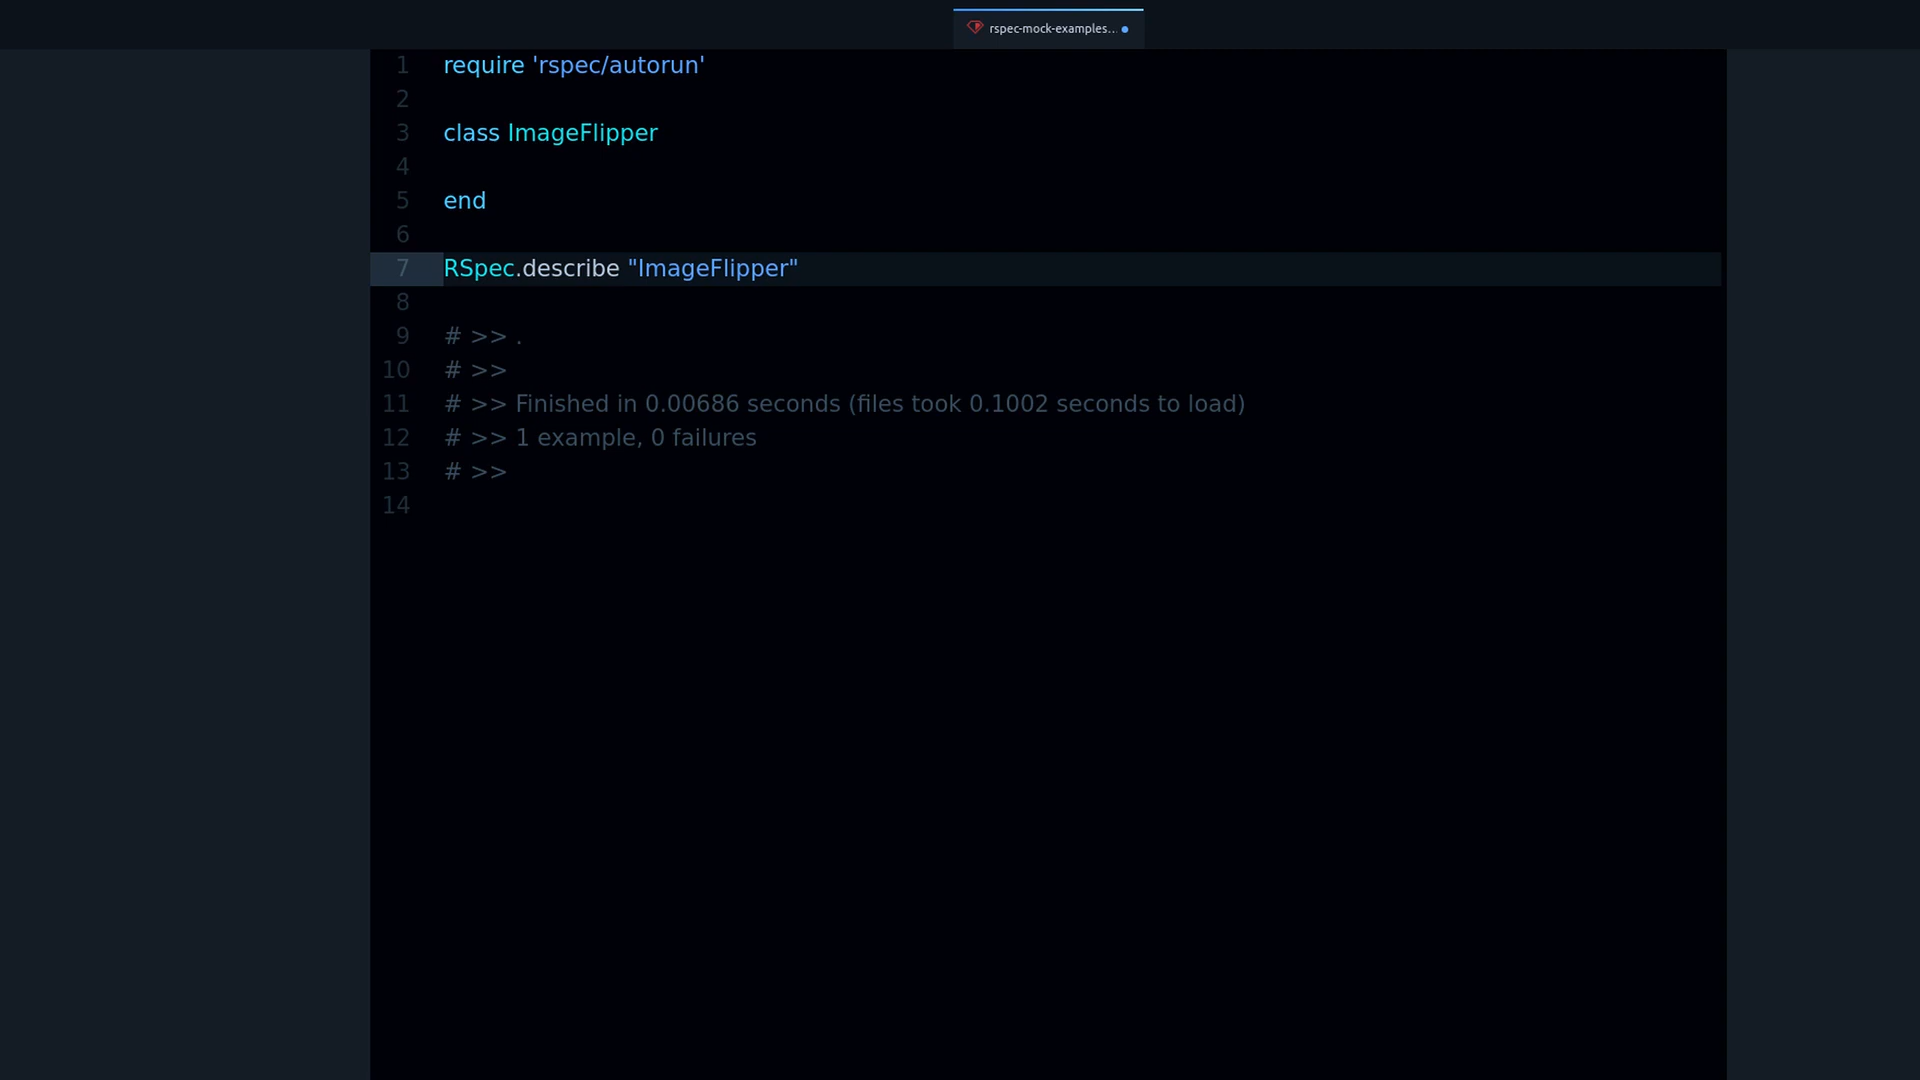 rspec-mock-examples...
1 require 'rspec/autorun'
2
3 class ImageFlipper
4
5 end
6
7 RSpec.describe "ImageFlipper"
8
9 # >> .
10 # >>
11 # >> Finished in 0.00686 seconds (files took 0.1002 seconds to load)
12 # >> 1 example, 0 failures
13 # >>
14